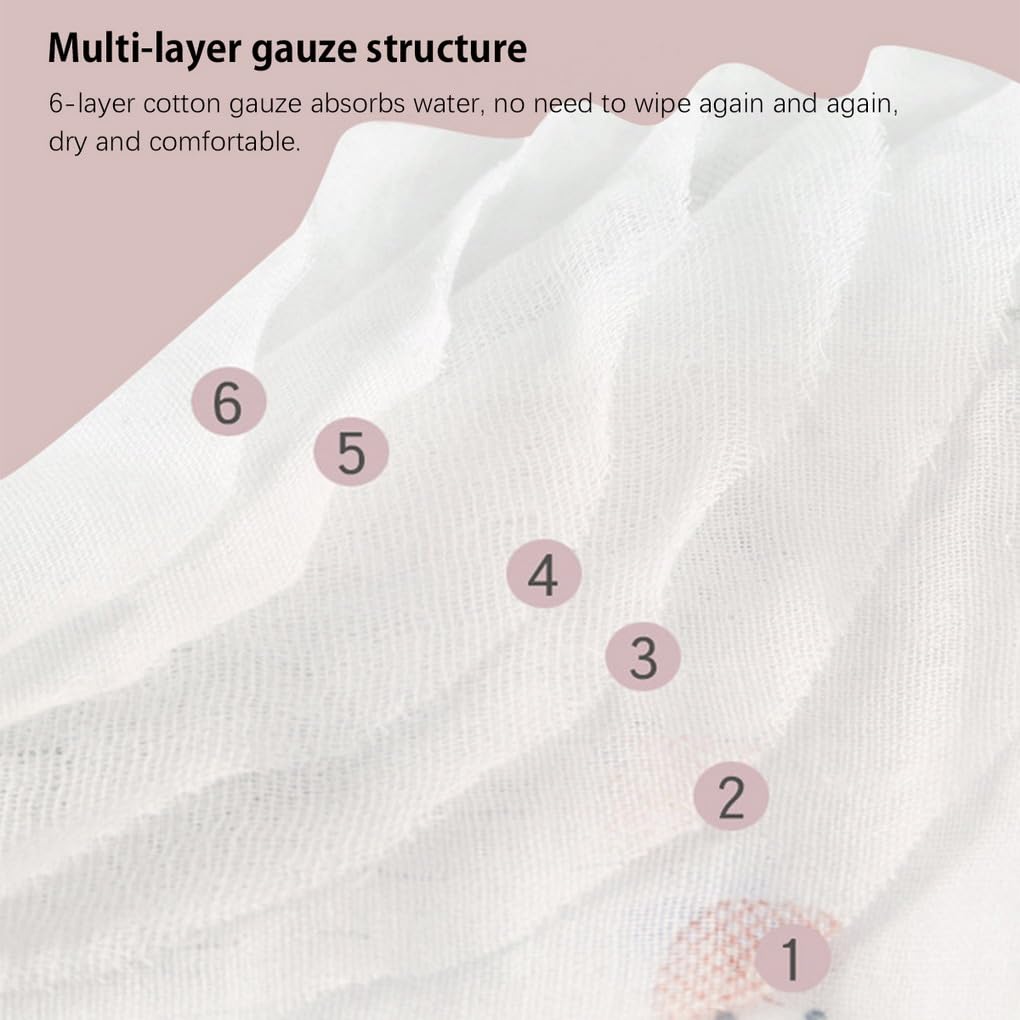 Multi-layer gauze structure
6-layer cotton gauze absorbs water, no need to wipe again and again,
dry and comfortable.
6
5
4
3
2
1